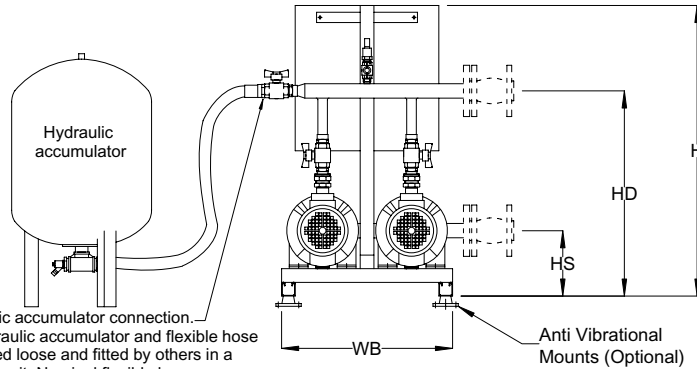 Hydraulic
accumulator
H
HD
HS
WB
accumulator connection.
accumulator and flexible hose
loose and fitted by others in a
Anti Vibrational
Mounts (Optional)